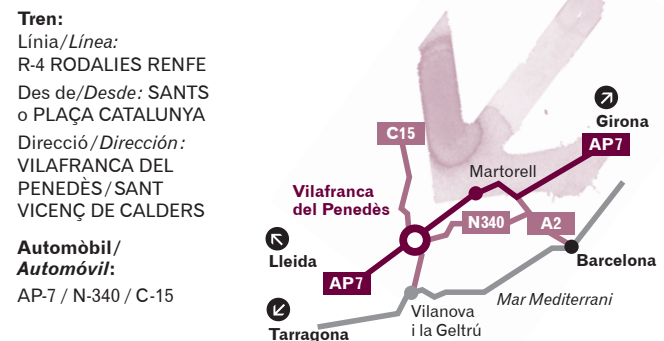 Tren:
Línia/Línea:
R-4 RODALIES RENFE
Des de/Desde: SANTS
o PLAÇA CATALUNYA
Direcció/Dirección:
VILAFRANCA DEL
PENEDÈS/SANT
VICENÇ DE CALDERS
Automòbil/
Automóvil:
AP-7 / N-340 / C-15
Girona
C15
AP7
Martorell
Vilafranca
del Penedès
N340
A2
Lleida
Barcelona
AP7
Mar Mediterrani
Vilanova
i la Geltrú
Tarragona